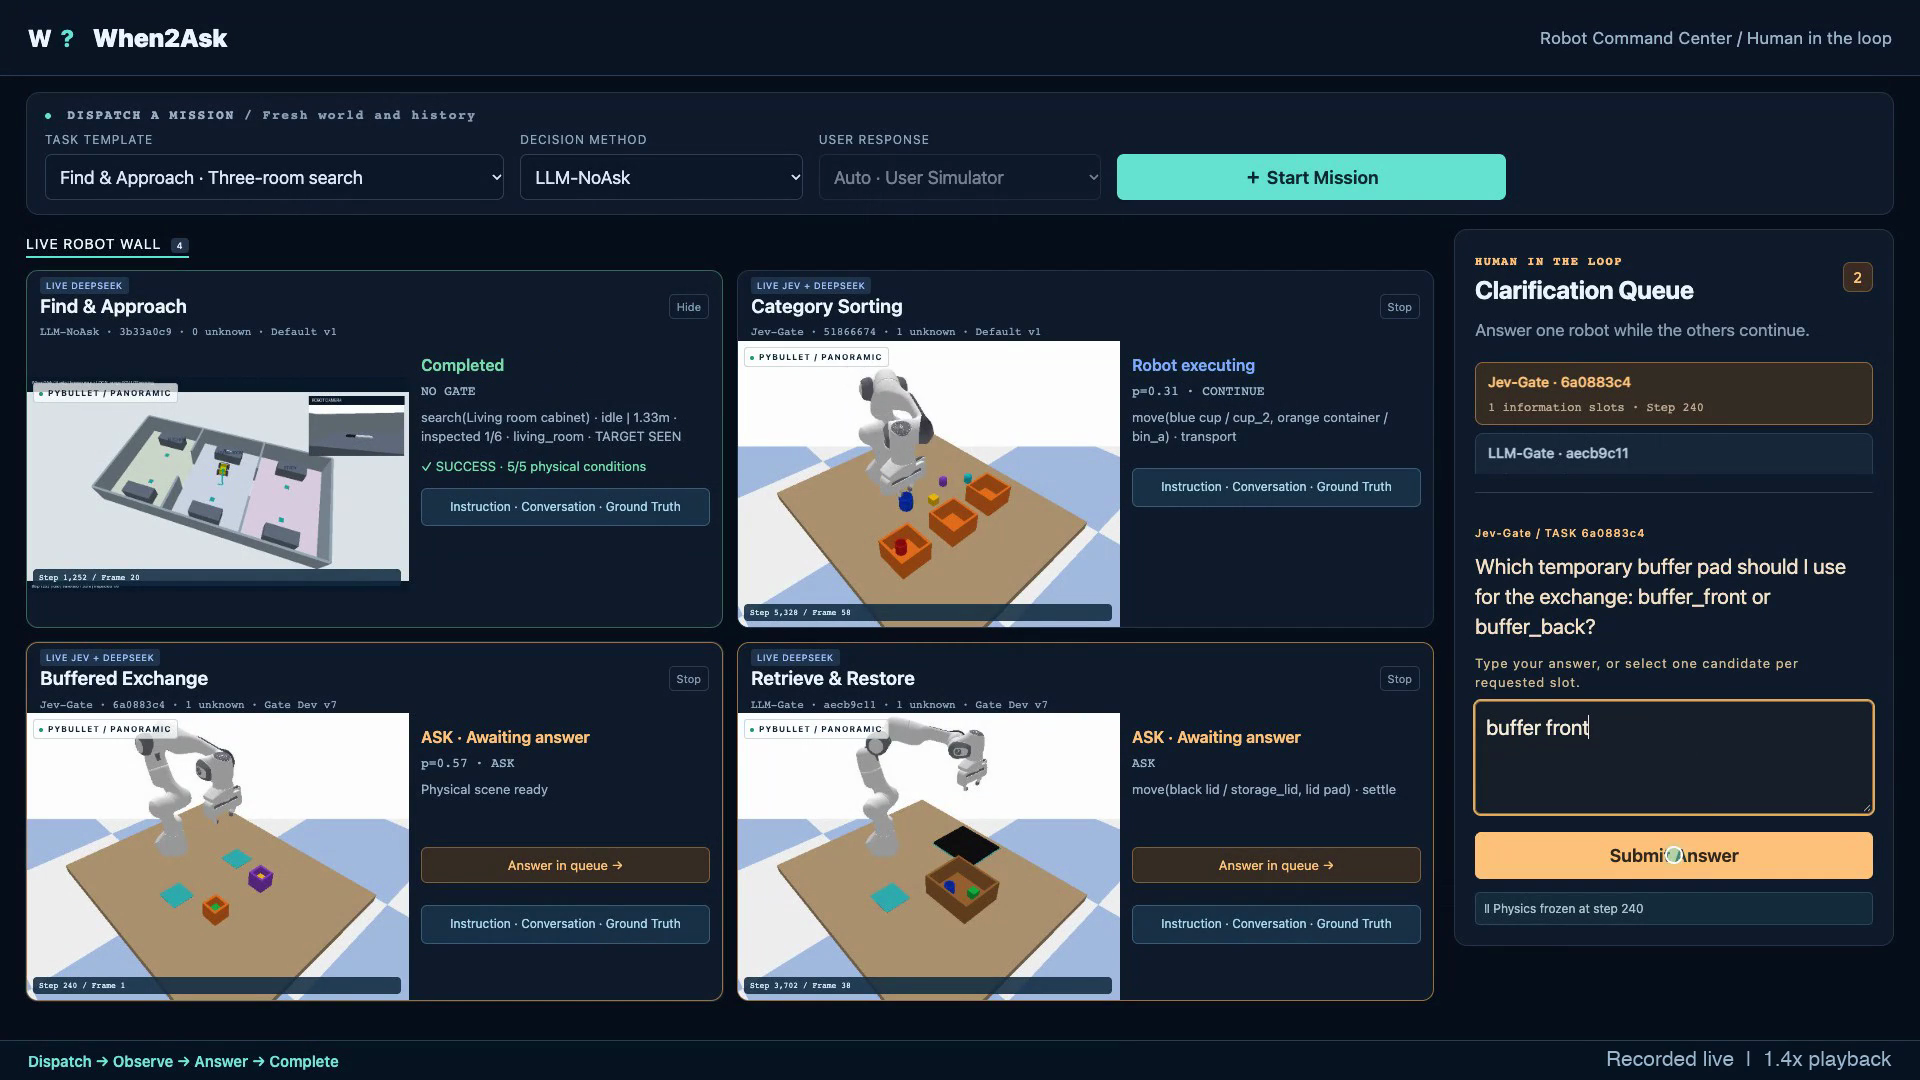 W ? When2Ask
Robot Command Center / Human in the loop
DISPATCH A MISSION / Fresh world and history
TASK TEMPLATE
DECISION METHOD
USER RESPONSE
Find & Approach · Three-room search
LLM-NoAsk
Auto · User Simulator
+ Start Mission
LIVE ROBOT WALL 4
LIVE DEEPSEEK
Find & Approach
Hide
LLM-NoAsk · 3b33a0c9 · 0 unknown · Default v1
PYBULLET / PANORAMIC
ROBOT CAMERA
Step 1,252 / Frame 20
Completed
NO GATE
search(Living room cabinet) · idle | 1.33m ·
inspected 1/6 · living_room · TARGET SEEN
✓ SUCCESS · 5/5 physical conditions
Instruction · Conversation · Ground Truth
LIVE JEV + DEEPSEEK
Category Sorting
Stop
Jev-Gate · 51866674 · 1 unknown · Default v1
PYBULLET / PANORAMIC
Step 5,328 / Frame 58
Robot executing
p=0.31 · CONTINUE
move(blue cup / cup_2, orange container /
bin_a) · transport
Instruction · Conversation · Ground Truth
LIVE JEV + DEEPSEEK
Buffered Exchange
Stop
Jev-Gate · 6a0883c4 · 1 unknown · Gate Dev v7
PYBULLET / PANORAMIC
Step 240 / Frame 1
ASK · Awaiting answer
p=0.57 · ASK
Physical scene ready
Answer in queue →
Instruction · Conversation · Ground Truth
LIVE DEEPSEEK
Retrieve & Restore
Stop
LLM-Gate · aecb9c11 · 1 unknown · Gate Dev v7
PYBULLET / PANORAMIC
Step 3,702 / Frame 38
ASK · Awaiting answer
ASK
move(black lid / storage_lid, lid pad) · settle
Answer in queue →
Instruction · Conversation · Ground Truth
HUMAN IN THE LOOP
Clarification Queue
2
Answer one robot while the others continue.
Jev-Gate · 6a0883c4
1 information slots · Step 240
LLM-Gate · aecb9c11
Jev-Gate / TASK 6a0883c4
Which temporary buffer pad should I use
for the exchange: buffer_front or
buffer_back?
Type your answer, or select one candidate per
requested slot.
buffer front
Submit Answer
II Physics frozen at step 240
Dispatch → Observe → Answer → Complete
Recorded live | 1.4x playback